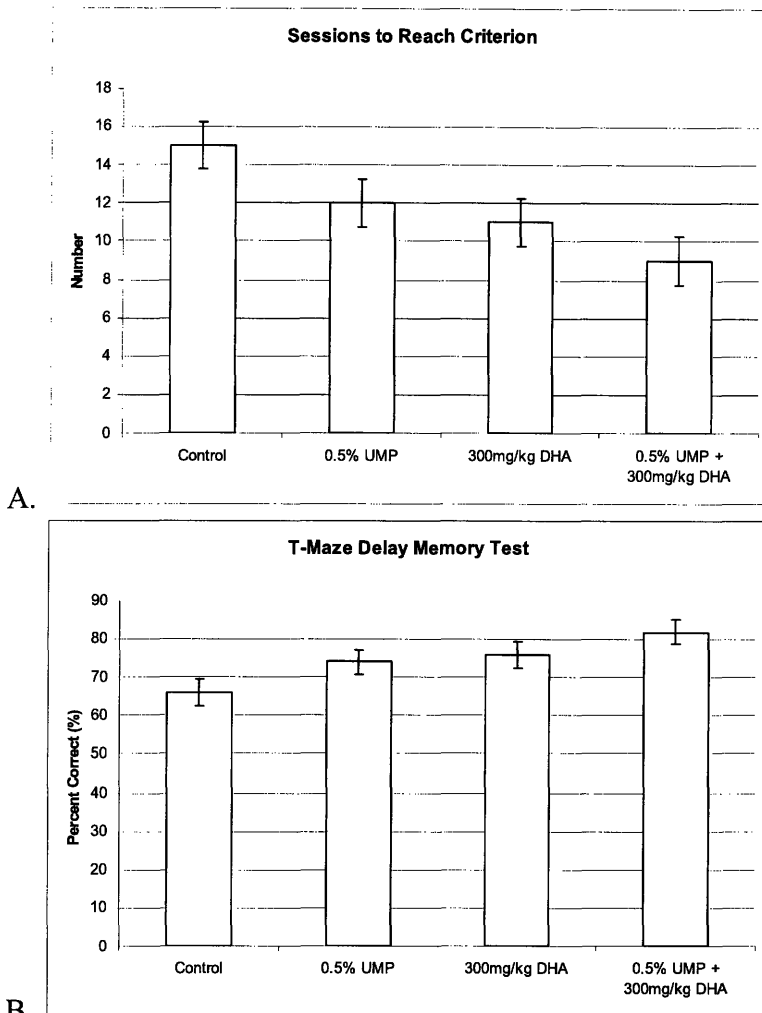 Sessions to Reach Criterion
18
16
14
12
10
8
6
4
2
0
Number
Control
0.5% UMP
300mg/kg DHA
0.5% UMP +
300mg/kg DHA
A.
T-Maze Delay Memory Test
90
80
70
60
50
40
30
20
10
0
Percent Correct (%)
Control
0.5% UMP
300mg/kg DHA
0.5% UMP +
300mg/kg DHA
B